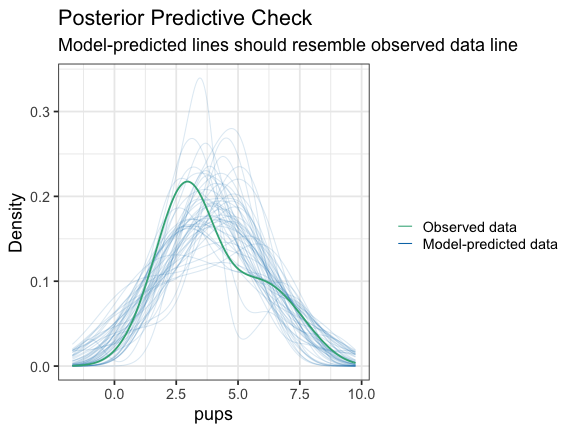 Posterior Predictive Check
Model-predicted lines should resemble observed data line
0.3
0.2
0.1
0.0
Density
Observed data
Model-predicted data
0.0 2.5 5.0 7.5 10.0
pups